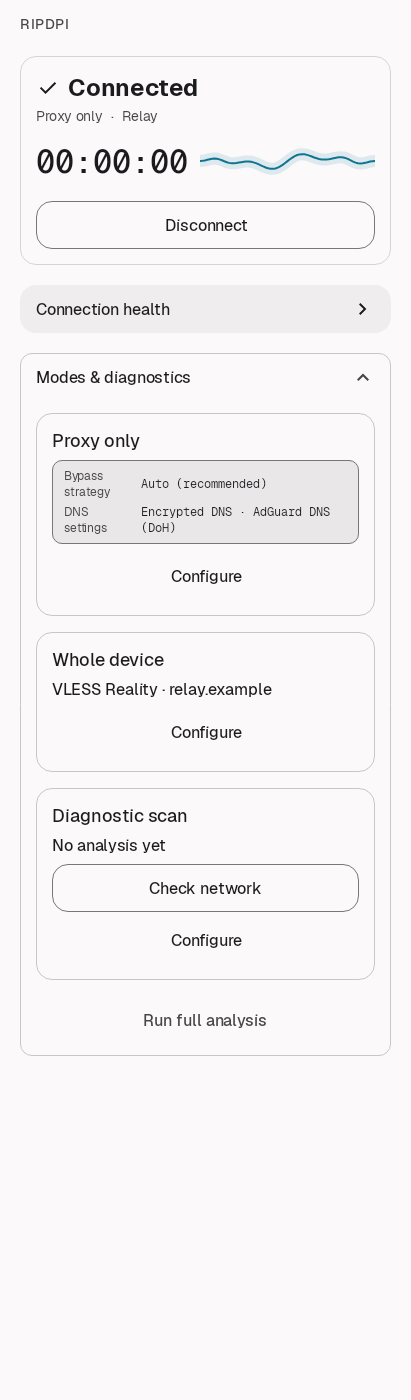 RIPDPI
Connected
Proxy only · Relay
00:00:00
Disconnect
Connection health
Modes & diagnostics
Proxy only
Bypass strategy
Auto (recommended)
DNS settings
Encrypted DNS · AdGuard DNS
(DoH)
Configure
Whole device
VLESS Reality · relay.example
Configure
Diagnostic scan
No analysis yet
Check network
Configure
Run full analysis